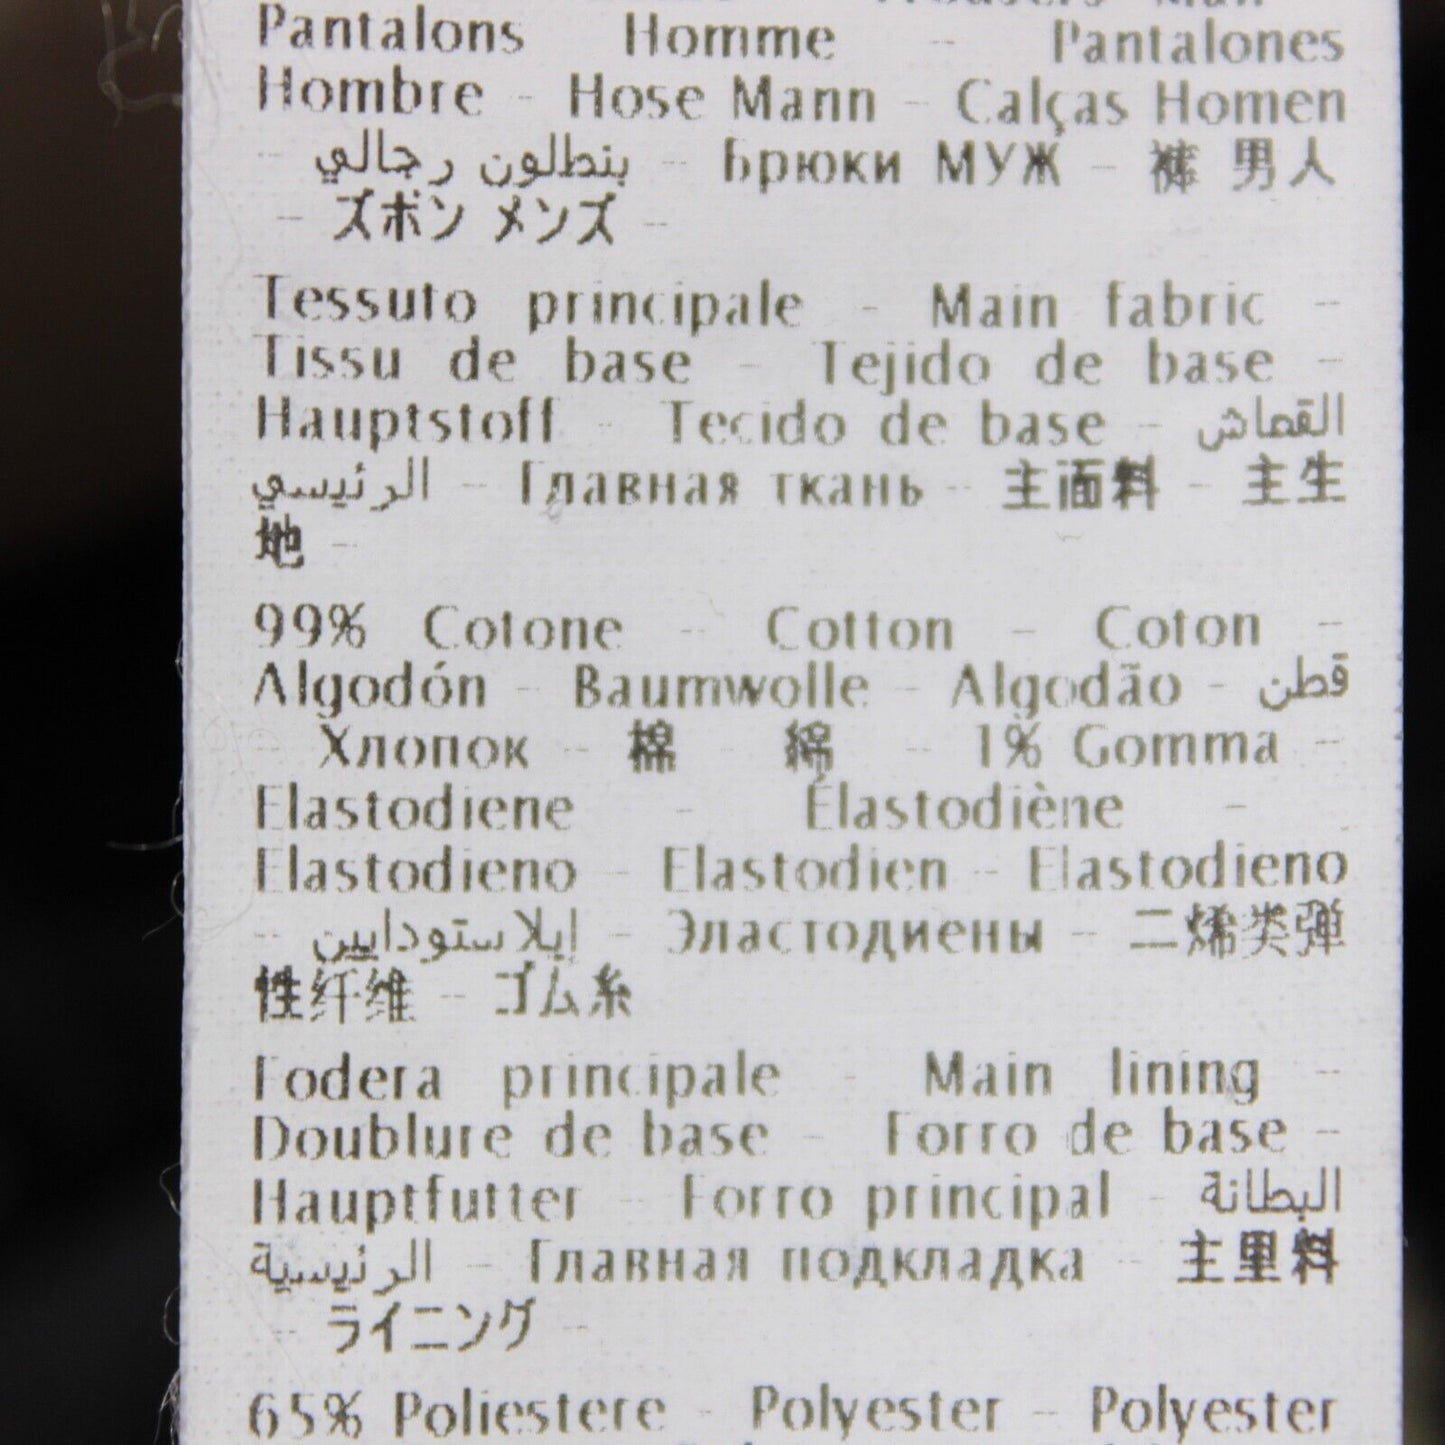 Pantalons Homme - Pantalones
Hombre - Hose Mann - Calças Homen
- بنطلون رجالي - Брюки МУЖ - 裤 男人
- ズボン メンズ -
Tessuto principale - Main fabric -
Tissu de base - Tejido de base -
Hauptstoff - Tecido de base - القماش
الرئيسي - Главная ткань - 主面料 - 主生
地 -
99% Cotone - Cotton - Coton -
Algodón - Baumwolle - Algodão - قطن
- Хлопок - 棉 - 綿 - 1% Gomma -
Elastodiene - Élastodiène -
Elastodieno - Elastodien - Elastodieno
- إيلاستودايين - Эластодиены - 二烯类弹
性纤维 - ゴム糸
Fodera principale - Main lining -
Doublure de base - Forro de base -
Hauptfutter - Forro principal - البطانة
الرئيسية - Главная подкладка - 主里料
- ライニング -
65% Poliestere - Polyester - Polyester